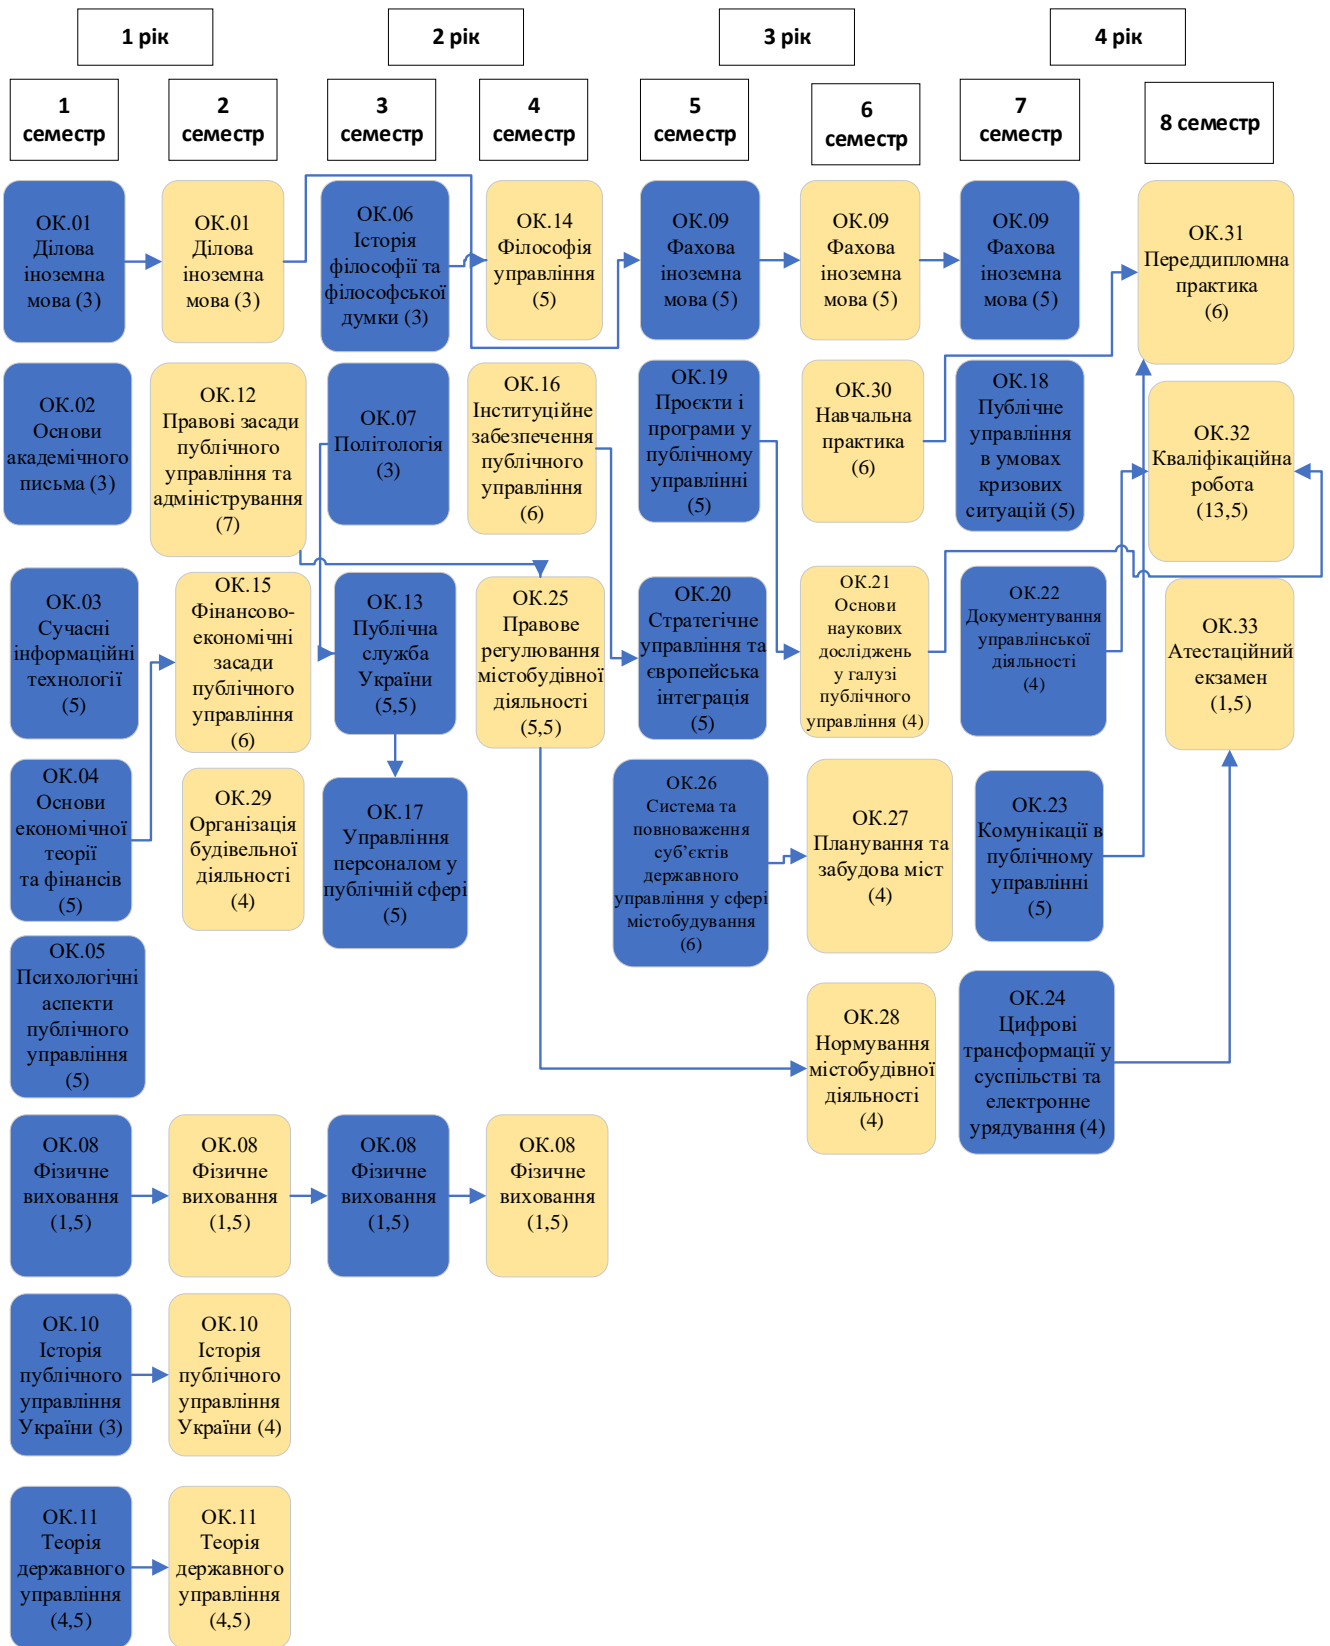 1 рік
2 рік
3 рік
4 рік
1
семестр
2
семестр
3
семестр
4
семестр
5
семестр
6
семестр
7
семестр
8 семестр
ОК.01
Ділова
іноземна
мова (3)
ОК.01
Ділова
іноземна
мова (3)
ОК.06
Історія
філософії та
філософської
думки (3)
ОК.14
Філософія
управління
(5)
ОК.09
Фахова
іноземна
мова (5)
ОК.09
Фахова
іноземна
мова (5)
ОК.09
Фахова
іноземна
мова (5)
ОК.31
Переддипломна
практика
(6)
ОК.02
Основи
академічного
письма (3)
ОК.12
Правові засади
публічного
управління та
адміністрування
(7)
ОК.07
Політологія
(3)
ОК.16
Інституційне
забезпечення
публічного
управління
(6)
ОК.19
Проєкти і
програми у
публічному
управлінні
(5)
ОК.30
Навчальна
практика
(6)
ОК.18
Публічне
управління
в умовах
кризових
ситуацій (5)
ОК.32
Кваліфікаційна
робота
(13,5)
ОК.03
Сучасні
інформаційні
технології
(5)
ОК.15
Фінансово-
економічні
засади
публічного
управління
(6)
ОК.13
Публічна
служба
України
(5,5)
ОК.25
Правове
регулювання
містобудівної
діяльності
(5,5)
ОК.20
Стратегічне
управління та
європейська
інтеграція
(5)
ОК.21
Основи
наукових
досліджень
у галузі
публічного
управління (4)
ОК.22
Документування
управлінської
діяльності
(4)
ОК.33
Атестаційний
екзамен
(1,5)
ОК.04
Основи
економічної
теорії
та фінансів
(5)
ОК.29
Організація
будівельної
діяльності
(4)
ОК.17
Управління
персоналом у
публічній сфері
(5)
ОК.26
Система та
повноваження
суб’єктів
державного
управління у сфері
містобудування
(6)
ОК.27
Планування та
забудова міст
(4)
ОК.23
Комунікації в
публічному
управлінні
(5)
ОК.05
Психологічні
аспекти
публічного
управління
(5)
ОК.28
Нормування
містобудівної
діяльності
(4)
ОК.24
Цифрові
трансформації у
суспільстві та
електронне
урядування (4)
ОК.08
Фізичне
виховання
(1,5)
ОК.08
Фізичне
виховання
(1,5)
ОК.08
Фізичне
виховання
(1,5)
ОК.08
Фізичне
виховання
(1,5)
ОК.10
Історія
публічного
управління
України (3)
ОК.10
Історія
публічного
управління
України (4)
ОК.11
Теорія
державного
управління
(4,5)
ОК.11
Теорія
державного
управління
(4,5)